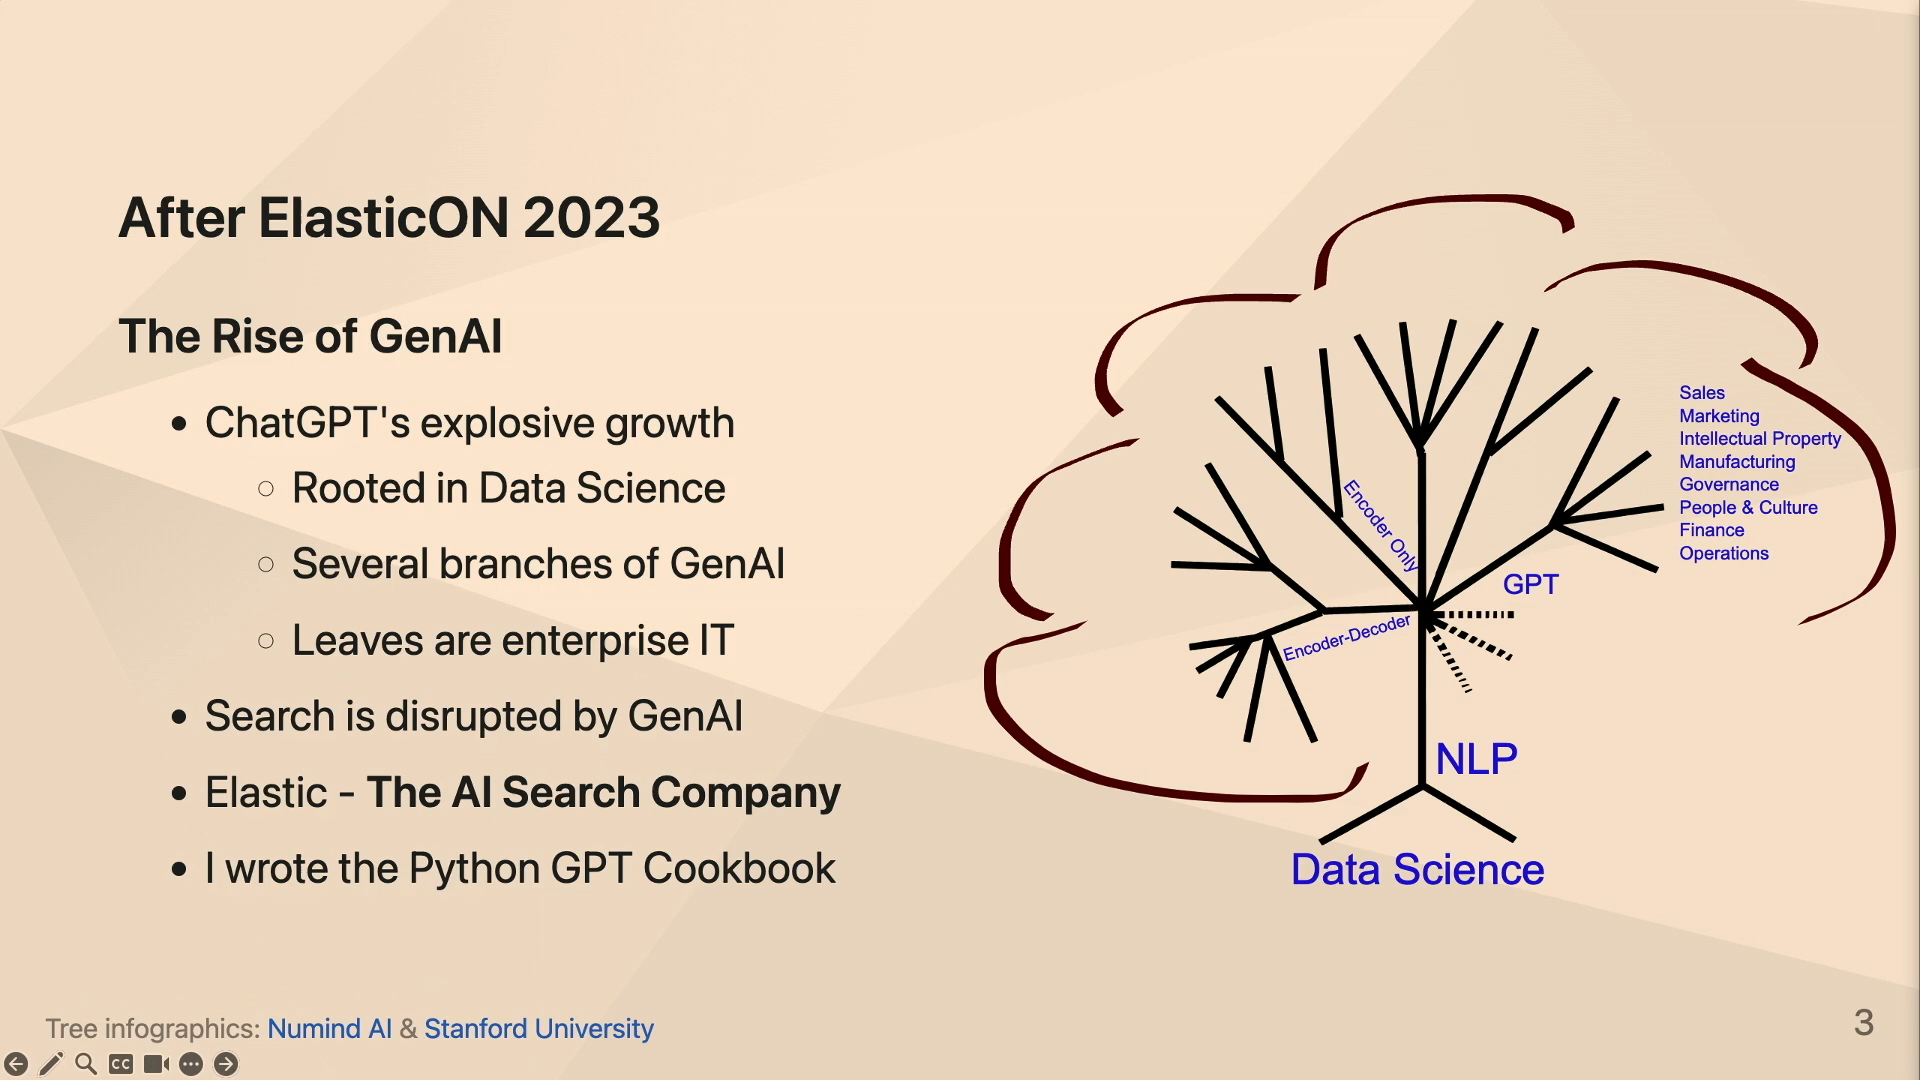 After ElasticON 2023
The Rise of GenAI
ChatGPT's explosive growth
Rooted in Data Science
Several branches of GenAI
Leaves are enterprise IT
Search is disrupted by GenAI
Elastic - The AI Search Company
I wrote the Python GPT Cookbook
Sales
Marketing
Intellectual Property
Manufacturing
Governance
People & Culture
Finance
Operations
Encoder Only
GPT
Encoder-Decoder
NLP
Data Science
Tree infographics: Numind AI & Stanford University
3
CC